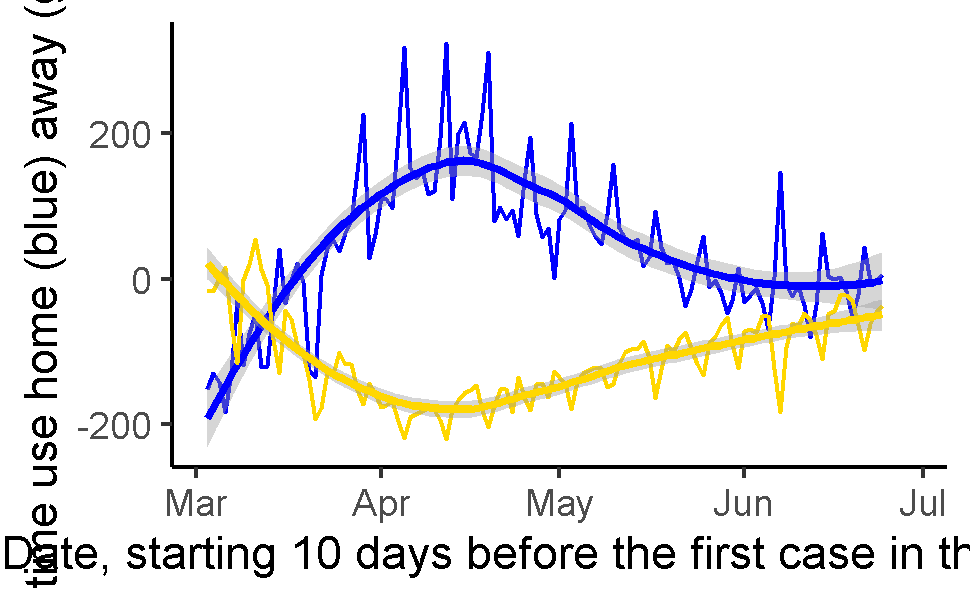 time use home (blue) away (
200
0
-200
Mar Apr May Jun Jul
Date, starting 10 days before the first case in th